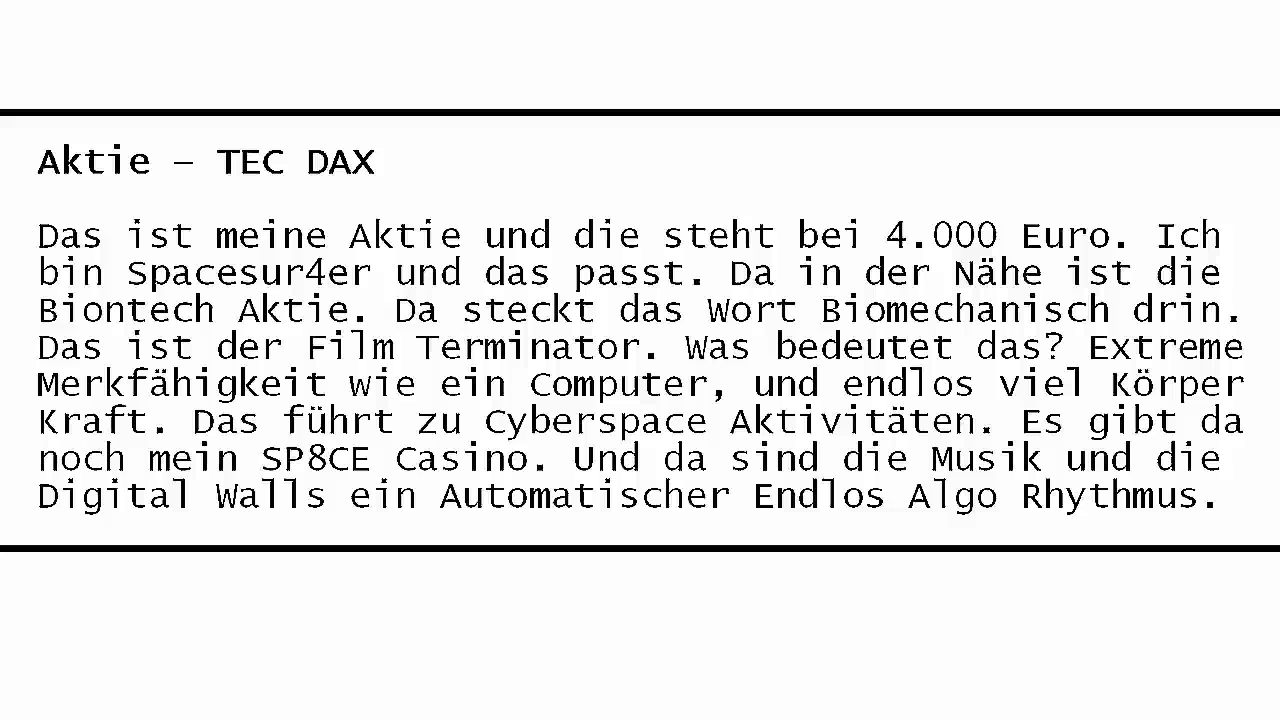 Aktie – TEC DAX
Das ist meine Aktie und die steht bei 4.000 Euro. Ich
bin Spacesur4er und das passt. Da in der Nähe ist die
Biontech Aktie. Da steckt das Wort Biomechanisch drin.
Das ist der Film Terminator. Was bedeutet das? Extreme
Merkfähigkeit wie ein Computer, und endlos viel Körper
Kraft. Das führt zu Cyberspace Aktivitäten. Es gibt da
noch mein SP8CE Casino. Und da sind die Musik und die
Digital Walls ein Automatischer Endlos Algo Rhythmus.